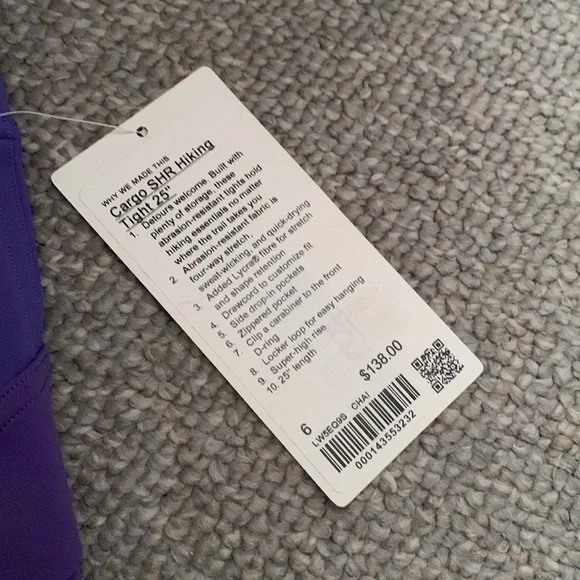 WHY WE MADE THIS
Cargo SHR Hiking
Tight 25"
1. Detours welcome. Built with
plenty of storage, these
abrasion-resistant tights hold
hiking essentials no matter
where the trail takes you
2. Abrasion-resistant fabric is
four-way stretch,
sweat-wicking, and quick-drying
3. Added Lycra® fibre for stretch
and shape retention
4. Drawcord to customize fit
5. Side drop-in pockets
6. Zippered pocket
7. Clip a carabiner to the front
D-ring
8. Locker loop for easy hanging
9. Super-high rise
10. 25" length
6
$138.00
LW5EQ9S CHAI
000143553232